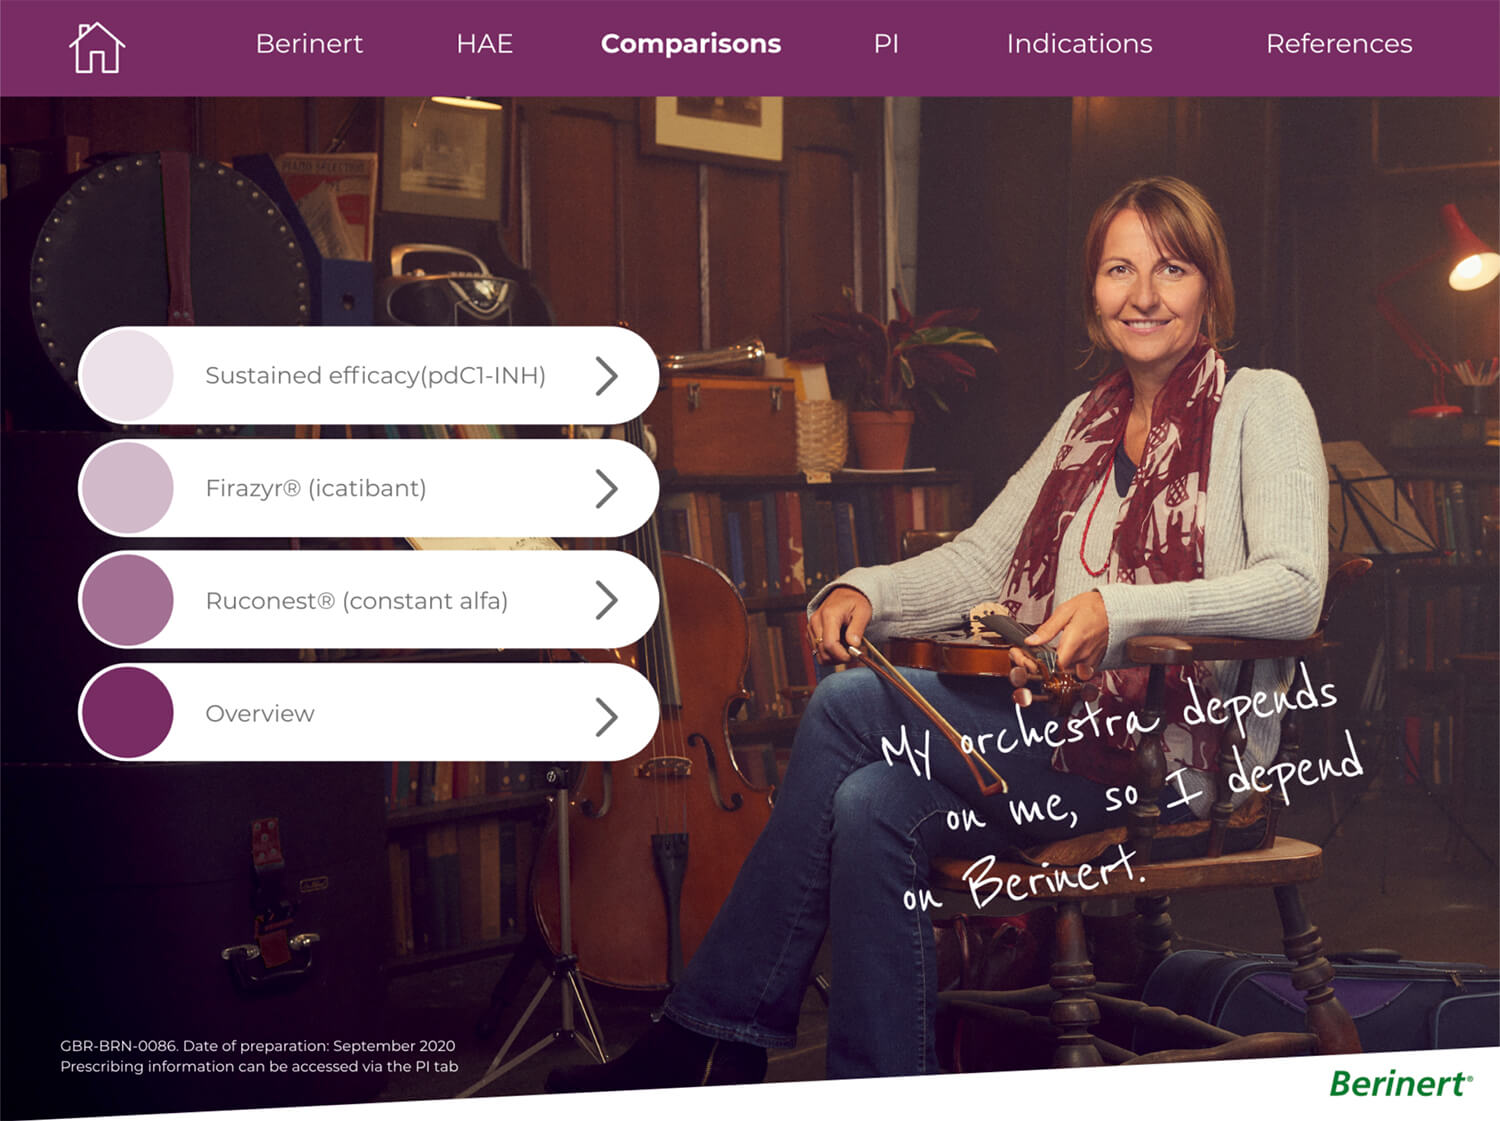 Berinert
HAE
Comparisons
PI
Indications
References
PIANO SELECTION
Sustained efficacy(pdC1-INH)
Firazyr® (icatibant)
Ruconest® (constant alfa)
Overview
My orchestra depends
on me, so I depend
on Berinert.
GBR-BRN-0086. Date of preparation: September 2020
Prescribing information can be accessed via the PI tab
Berinert®